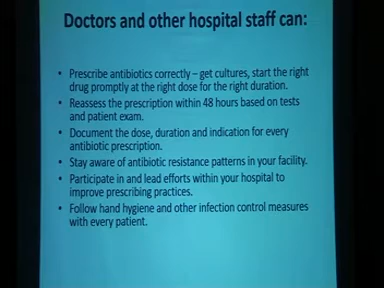 Doctors and other hospital staff can:
• Prescribe antibiotics correctly – get cultures, start the right
drug promptly at the right dose for the right duration.
• Reassess the prescription within 48 hours based on tests
and patient exam.
• Document the dose, duration and indication for every
antibiotic prescription.
• Stay aware of antibiotic resistance patterns in your facility.
• Participate in and lead efforts within your hospital to
improve prescribing practices.
• Follow hand hygiene and other infection control measures
with every patient.